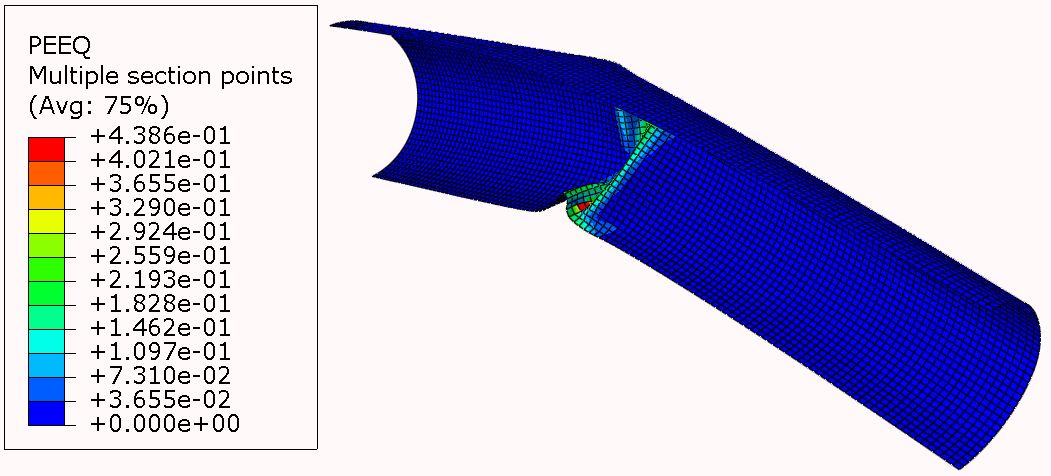 PEEQ
Multiple section points
(Avg: 75%)
+4.386e-01
+4.021e-01
+3.655e-01
+3.290e-01
+2.924e-01
+2.559e-01
+2.193e-01
+1.828e-01
+1.462e-01
+1.097e-01
+7.310e-02
+3.655e-02
+0.000e+00